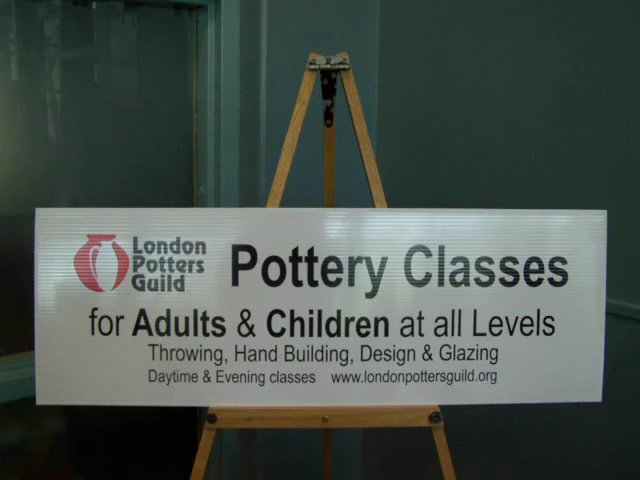 London
Potters
Guild
Pottery Classes
for Adults & Children at all Levels
Throwing, Hand Building, Design & Glazing
Daytime & Evening classes www.londonpottersguild.org